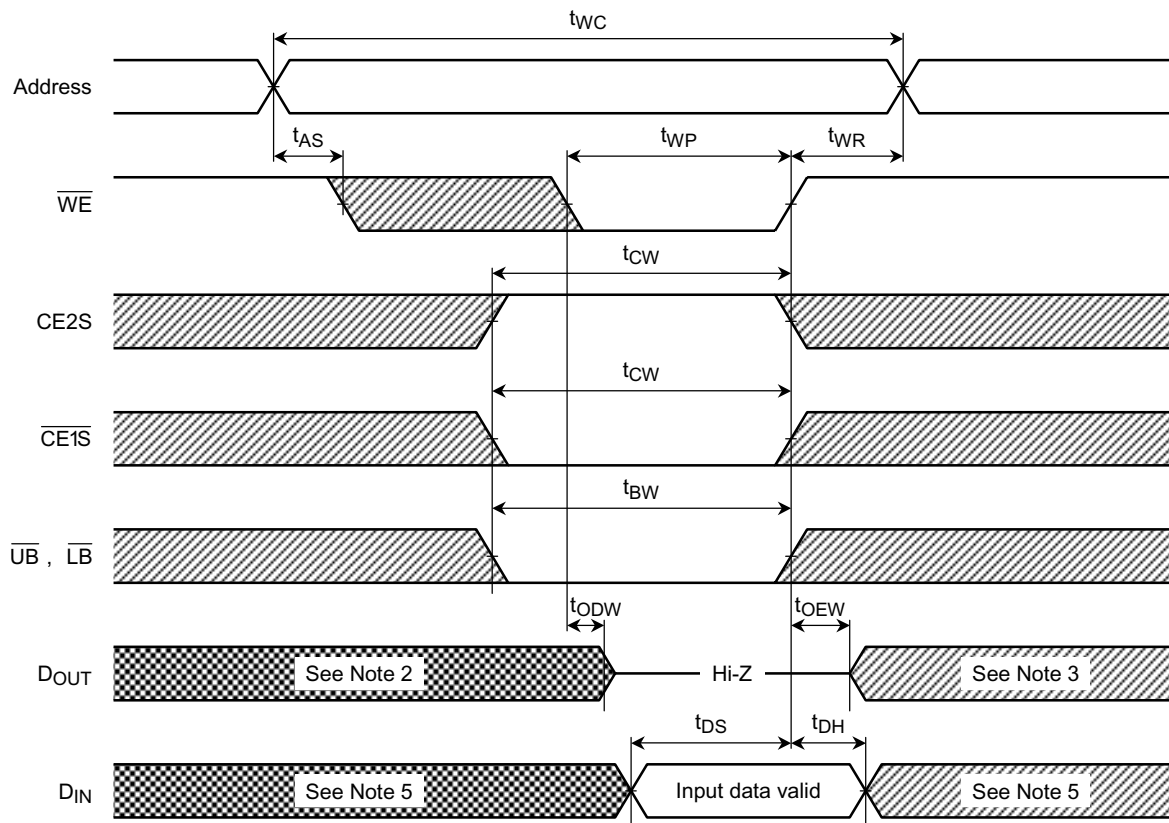 tWC
Address
tAS
tWP
tWR
WE
tCW
CE2S
tCW
CE1S
tBW
UB , LB
tODW
tOEW
DOUT
See Note 2
Hi-Z
See Note 3
tDS
tDH
DIN
See Note 5
Input data valid
See Note 5